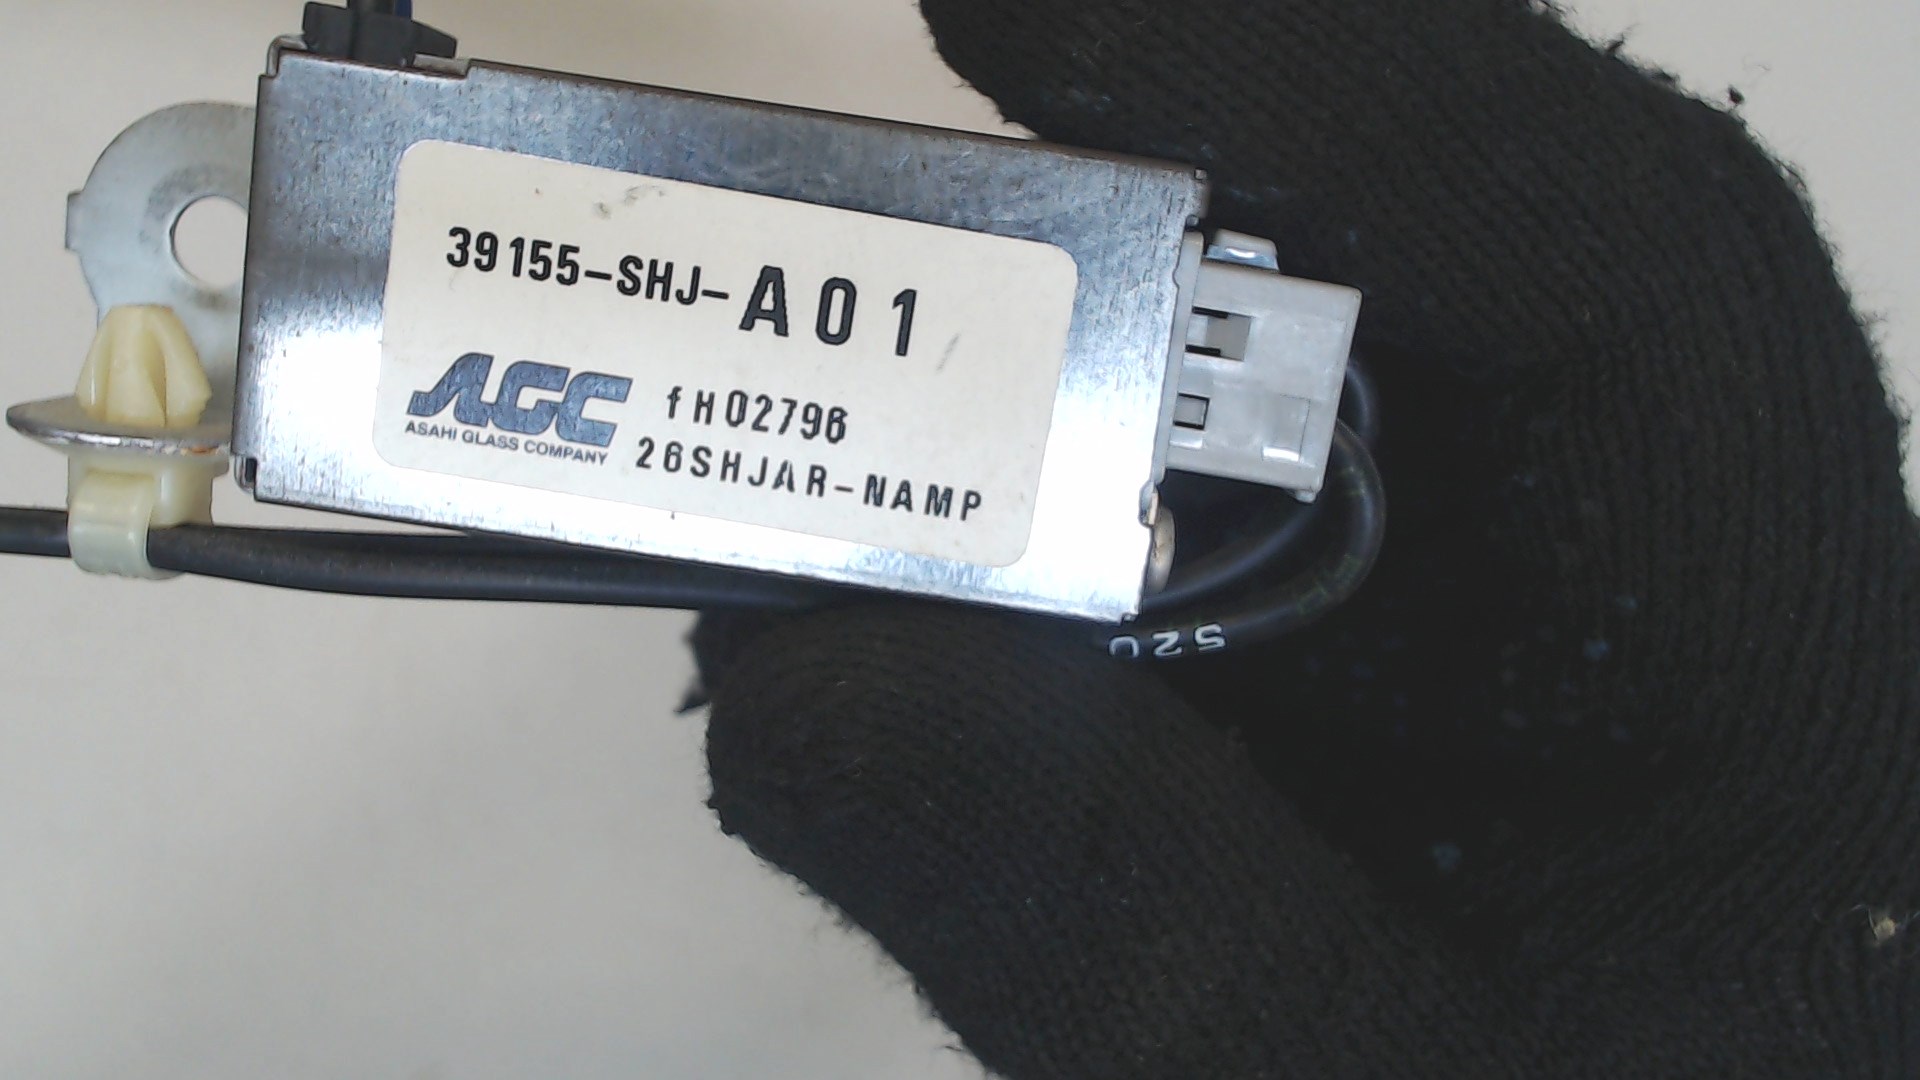 39155-SHJ-A01
AGC
ASAHI GLASS COMPANY
fH02796
26SHJAR-NAMP
520